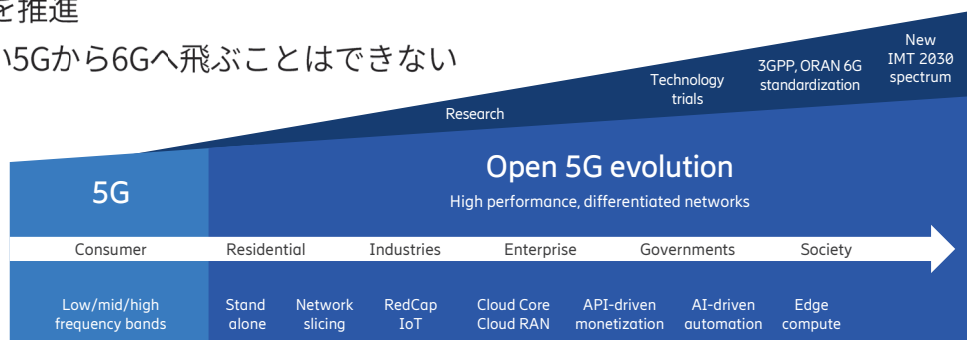 を推進
い5Gから6Gへ飛ぶことはできない
New
IMT 2030
spectrum
3GPP, ORAN 6G
standardization
Technology
trials
Research
5G
Open 5G evolution
High performance, differentiated networks
Consumer Residential Industries Enterprise Governments Society
Low/mid/high
frequency bands
Stand
alone
Network
slicing
RedCap
IoT
Cloud Core
Cloud RAN
API-driven
monetization
AI-driven
automation
Edge
compute